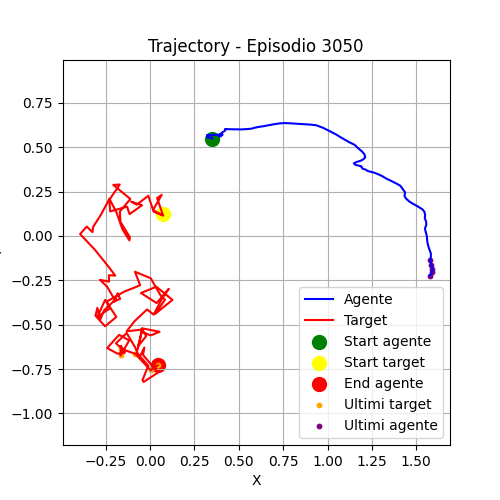 Trajectory - Episodio 3050
0.75
0.50
0.25
0.00
−0.25
−0.50
−0.75
−1.00
−0.25
0.00
0.25
0.50
0.75
1.00
1.25
1.50
X
Agente
Target
Start agente
Start target
End agente
Ultimi target
Ultimi agente